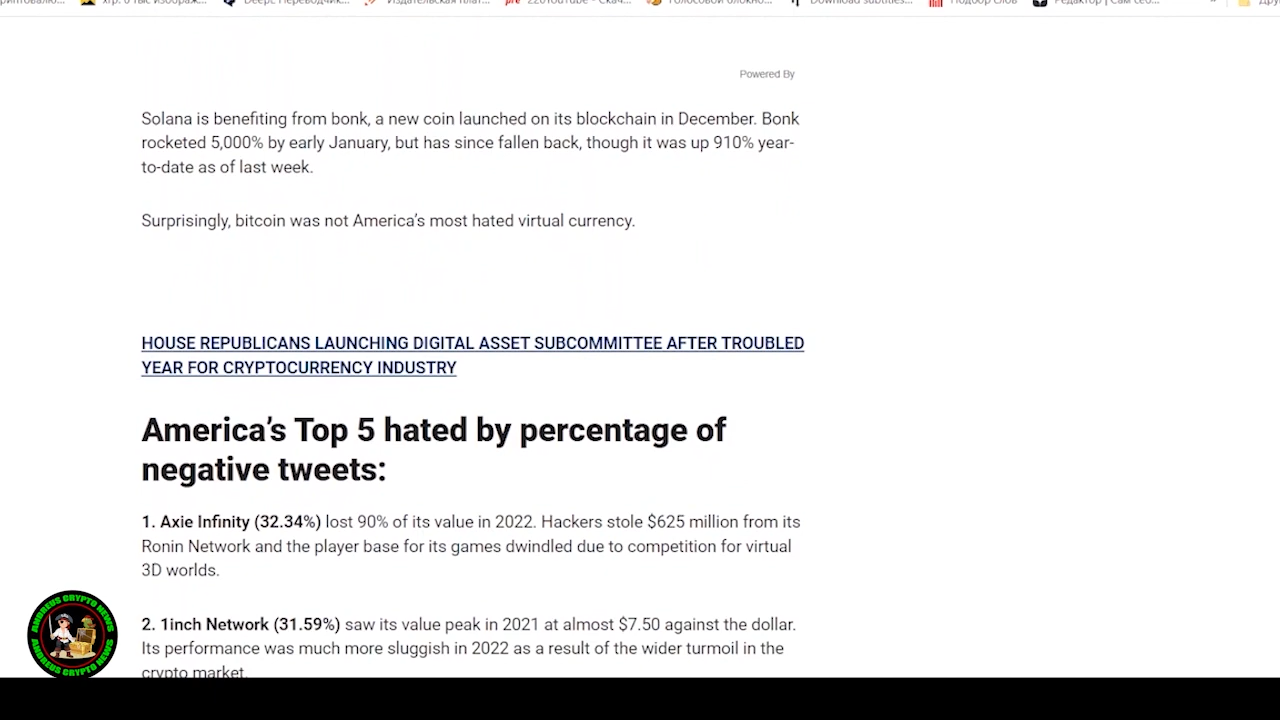 Powered By
Solana is benefiting from bonk, a new coin launched on its blockchain in December. Bonk
rocketed 5,000% by early January, but has since fallen back, though it was up 910% year-
to-date as of last week.
Surprisingly, bitcoin was not America’s most hated virtual currency.
HOUSE REPUBLICANS LAUNCHING DIGITAL ASSET SUBCOMMITTEE AFTER TROUBLED
YEAR FOR CRYPTOCURRENCY INDUSTRY
America’s Top 5 hated by percentage of
negative tweets:
1. Axie Infinity (32.34%) lost 90% of its value in 2022. Hackers stole $625 million from its
Ronin Network and the player base for its games dwindled due to competition for virtual
3D worlds.
2. 1inch Network (31.59%) saw its value peak in 2021 at almost $7.50 against the dollar.
Its performance was much more sluggish in 2022 as a result of the wider turmoil in the
crypto market.
ANDREUS CRYPTO NEWS
ANDREUS CRYPTO NEWS